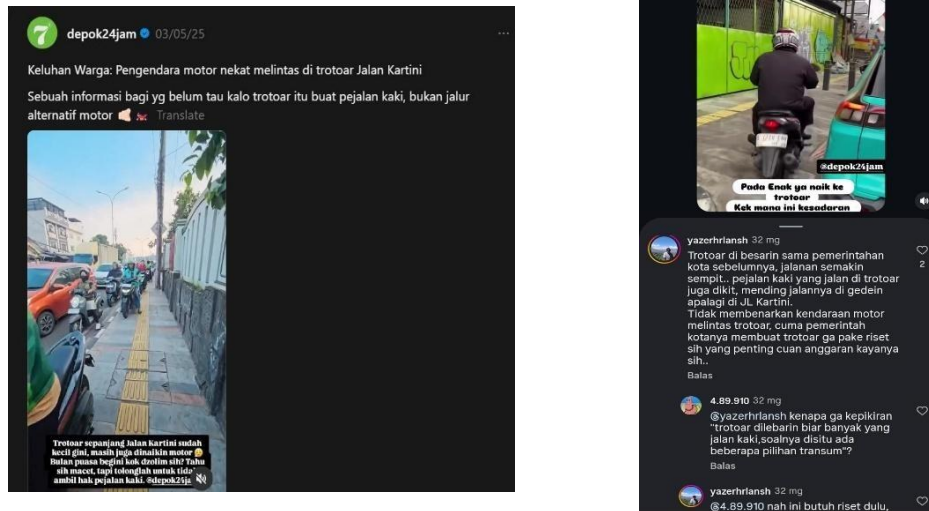 depok24jam 03/05/25
Keluhan Warga: Pengendara motor nekat melintas di trotoar Jalan Kartini
Sebuah informasi bagi yg belum tau kalo trotoar itu buat pejalan kaki, bukan jalur
alternatif motor Translate
Trotoar sepanjang Jalan Kartini sudah
kecil gini, masih juga dinaikin motor
Bulan puasa begini kok dzolim sih? Tahu
sih macet, tapi tolonglah untuk tidak
ambil hak pejalan kaki. @depok24ja
@depok24jam
Pada Enak ya naik ke
trotoar
Kek mana ini kesadaran
yazerhrlansh 32 mg
Trotoar di besarin sama pemerintahan
kota sebelumnya, jalanan semakin
sempit.. pejalan kaki yang jalan di trotoar
juga dikit, mending jalannya di gedein
apalagi di JL Kartini.
Tidak membenarkan kendaraan motor
melintas trotoar, cuma pemerintah
kotanya membuat trotoar ga pake riset
sih yang penting cuan anggaran kayanya
sih..
2
Balas
4.89.910 32 mg
@yazerhrlansh kenapa ga kepikiran
"trotoar dilebarin biar banyak yang
jalan kaki,soalnya disitu ada
beberapa pilihan transum"?
Balas
yazerhrlansh 32 mg
@4.89.910 nah ini butuh riset dulu,